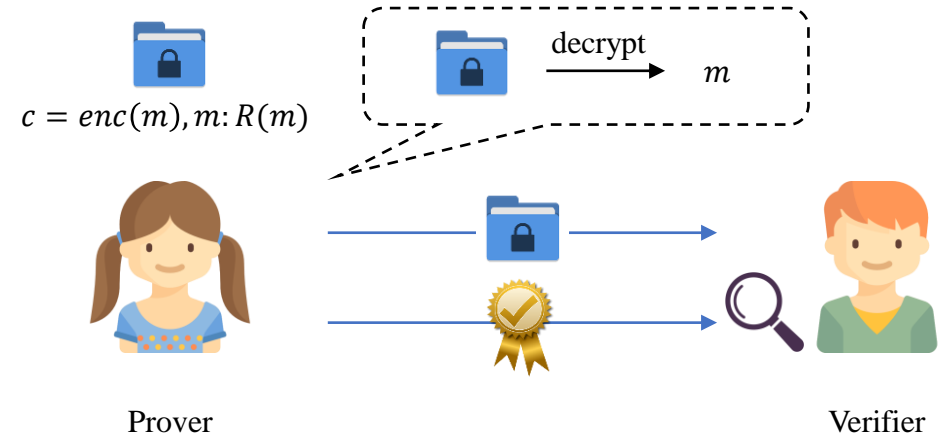 decrypt
m
c = enc(m), m: R(m)
Prover
Verifier